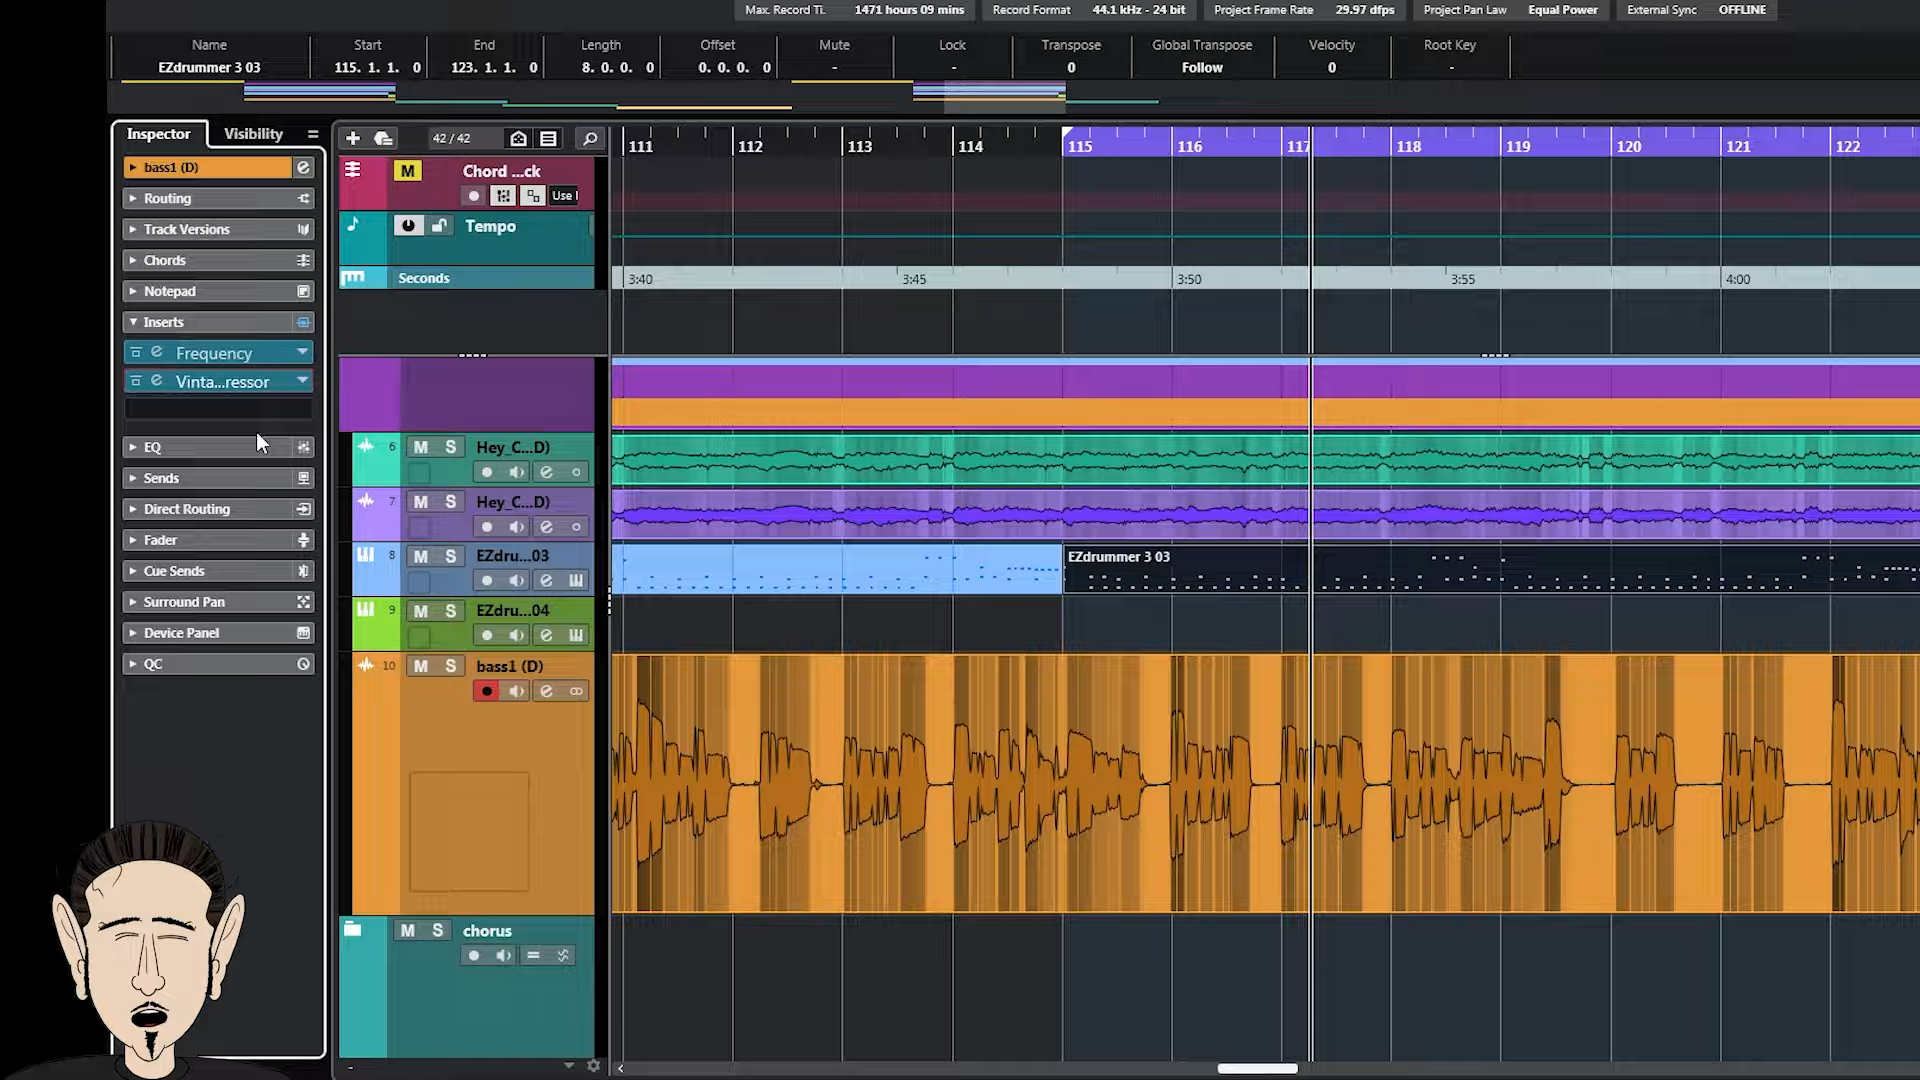 Max. Record Ti. 1471 hours 09 mins Record Format 44.1 kHz - 24 bit Project Frame Rate 29.97 dfps Project Pan Law Equal Power External Sync OFFLINE
Name Start End Length Offset Mute Lock Transpose Global Transpose Velocity Root Key
EZdrummer 3 03 115. 1. 1. 0 123. 1. 1. 0 8. 0. 0. 0 0. 0. 0. 0 - - 0 Follow 0 -
Inspector Visibility
42 / 42
111 112 113 114 115 116 117 118 119 120 121 122
bass1 (D)
Routing
Track Versions
Chords
Notepad
Inserts
Frequency
Vinta...ressor
EQ
Sends
Direct Routing
Fader
Cue Sends
Surround Pan
Device Panel
QC
M Chord ...ck
Use
Tempo
Seconds 3:40 3:45 3:50 3:55 4:00
6 M S Hey_C...D)
7 M S Hey_C...D)
8 M S EZdru...03 EZdrummer 3 03
9 M S EZdru...04
10 M S bass1 (D)
M S chorus